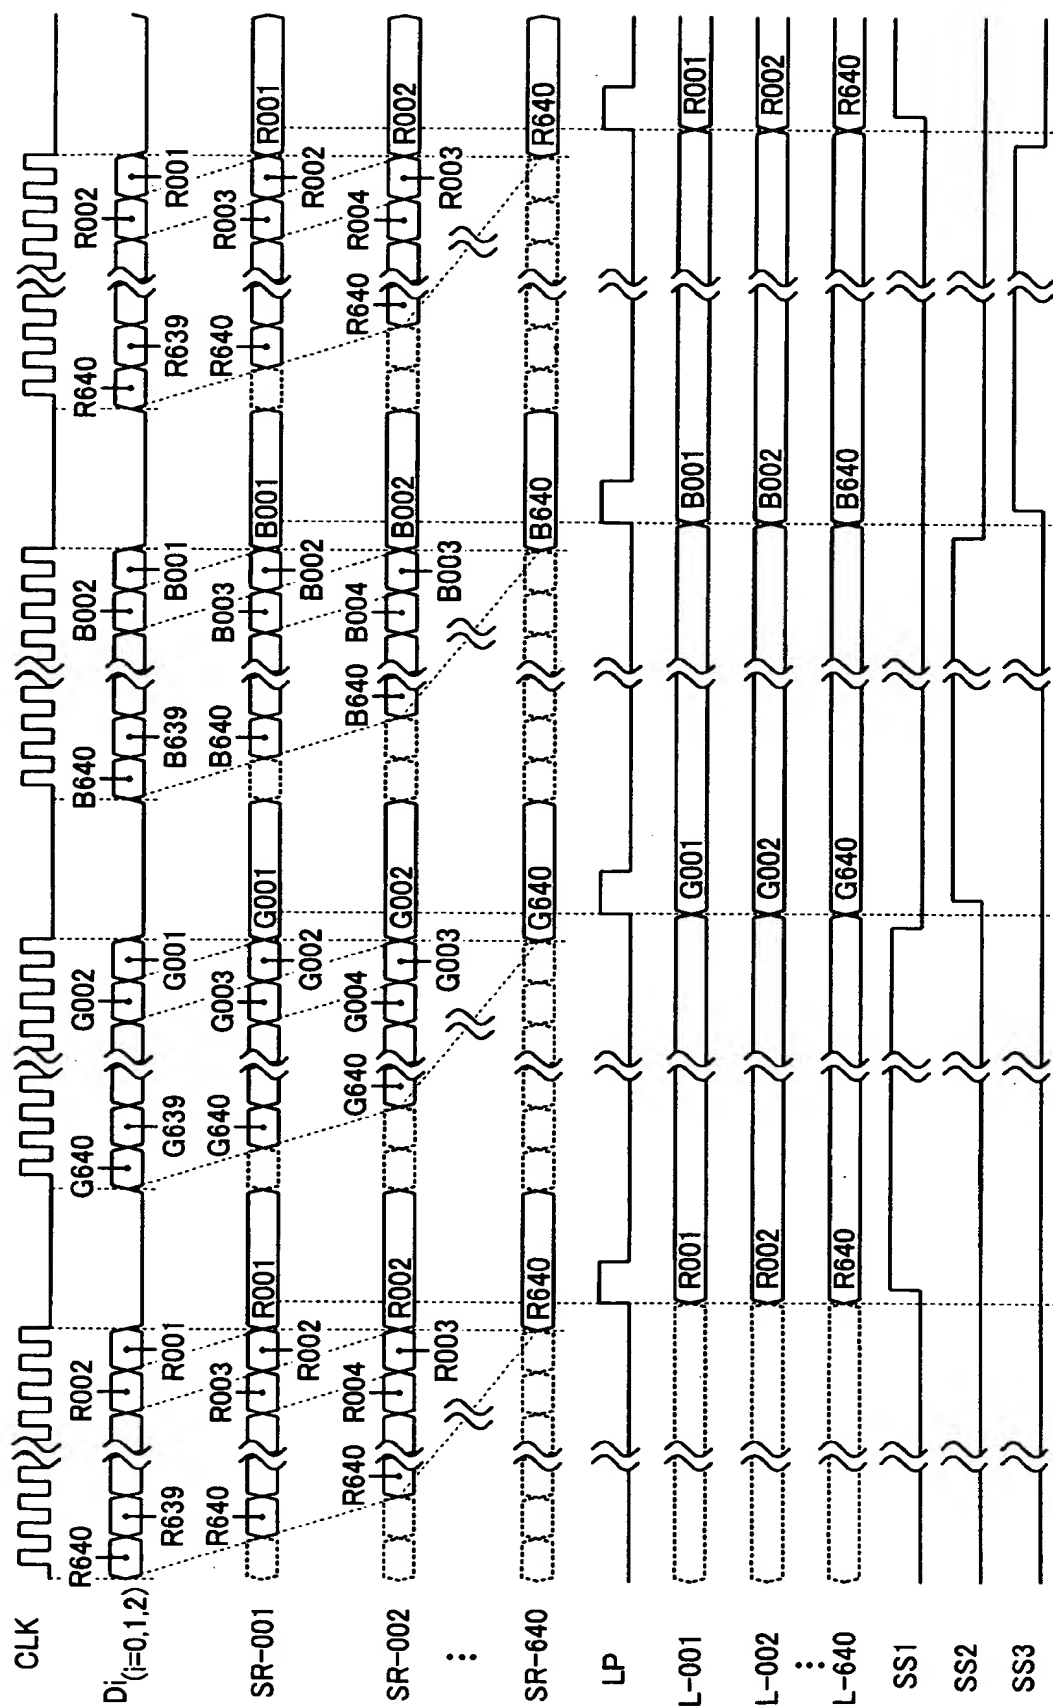 CLK
Di(i=0,1,2)
R640 R639 R002 R001 G640 G639 G002 G001 B640 B639 B002 B001 R640 R639 R002 R001
SR-001
R640 R003 R002 R001 G640 G003 G002 G001 B640 B003 B002 B001 R640 R003 R002 R001
SR-002
R640 R004 R003 R002 G640 G004 G003 G002 B640 B004 B003 B002 R640 R004 R003 R002
⋮
SR-640
R640 G640 B640 R640
LP
L-001
R001 G001 B001 R001
L-002
R002 G002 B002 R002
⋮
L-640
R640 G640 B640 R640
SS1
SS2
SS3